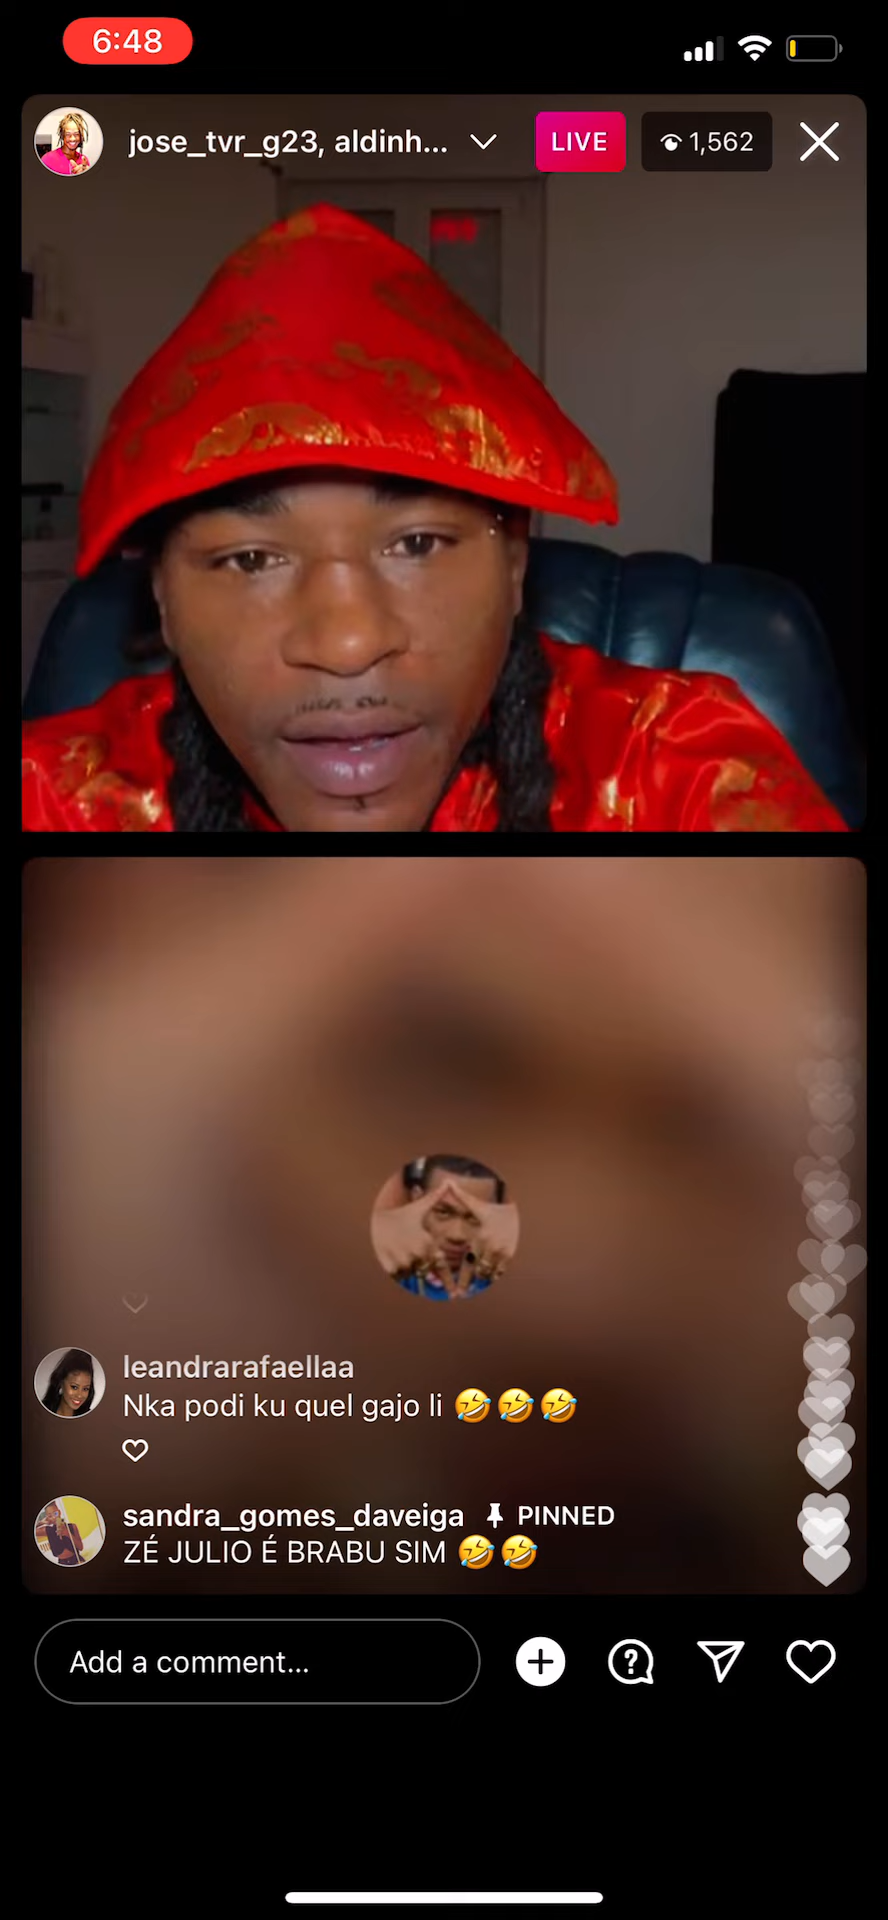 6:48
jose_tvr_g23, aldinh...
LIVE
1,562
leandrarafaellaa
Nka podi ku quel gajo li 🤣🤣🤣
sandra_gomes_daveiga PINNED
ZÉ JULIO É BRABU SIM 🤣🤣
Add a comment...